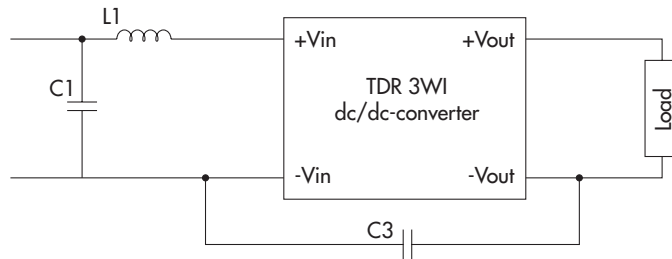 L1
+Vin
+Vout
C1
TDR 3WI
dc/dc-converter
Load
-Vin
-Vout
C3